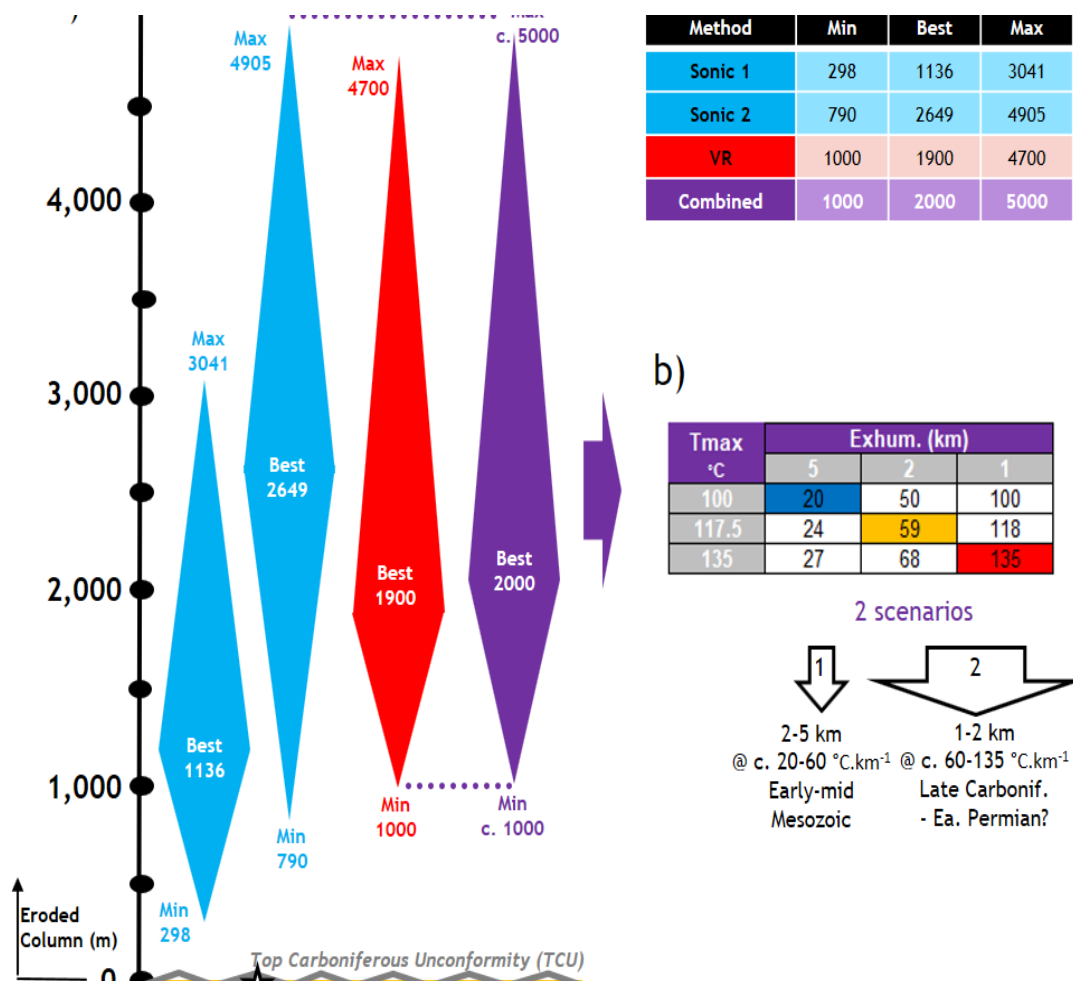 )
Max
4905
Max
c. 5000
Max
4700
4,000
Max
3041
3,000
Best
2649
Best
1900
Best
2000
2,000
Best
1136
1,000
Min
790
Min
1000
Min
c. 1000
Min
298
Eroded
Column (m)
0
Top Carboniferous Unconformity (TCU)
Method Min Best Max
Sonic 1 298 1136 3041
Sonic 2 790 2649 4905
VR 1000 1900 4700
Combined 1000 2000 5000
b)
Tmax Exhum. (km)
°C 5 2 1
100 20 50 100
117.5 24 59 118
135 27 68 135
2 scenarios
1
2
2-5 km
@ c. 20-60 °C.km⁻¹
Early-mid
Mesozoic
1-2 km
@ c. 60-135 °C.km⁻¹
Late Carbonif.
- Ea. Permian?